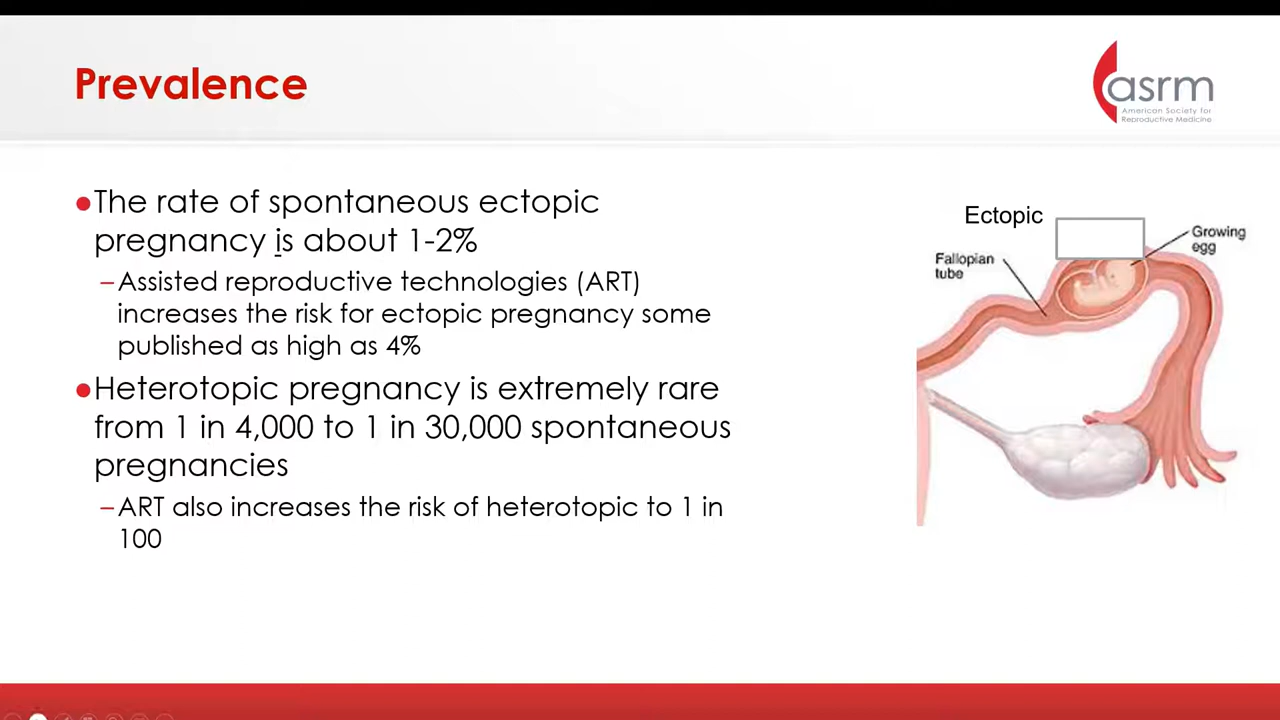 Prevalence
asrm
American Society for
Reproductive Medicine
●The rate of spontaneous ectopic
pregnancy is about 1-2%
–Assisted reproductive technologies (ART)
increases the risk for ectopic pregnancy some
published as high as 4%
●Heterotopic pregnancy is extremely rare
from 1 in 4,000 to 1 in 30,000 spontaneous
pregnancies
–ART also increases the risk of heterotopic to 1 in
100
Ectopic
Growing
egg
Fallopian
tube